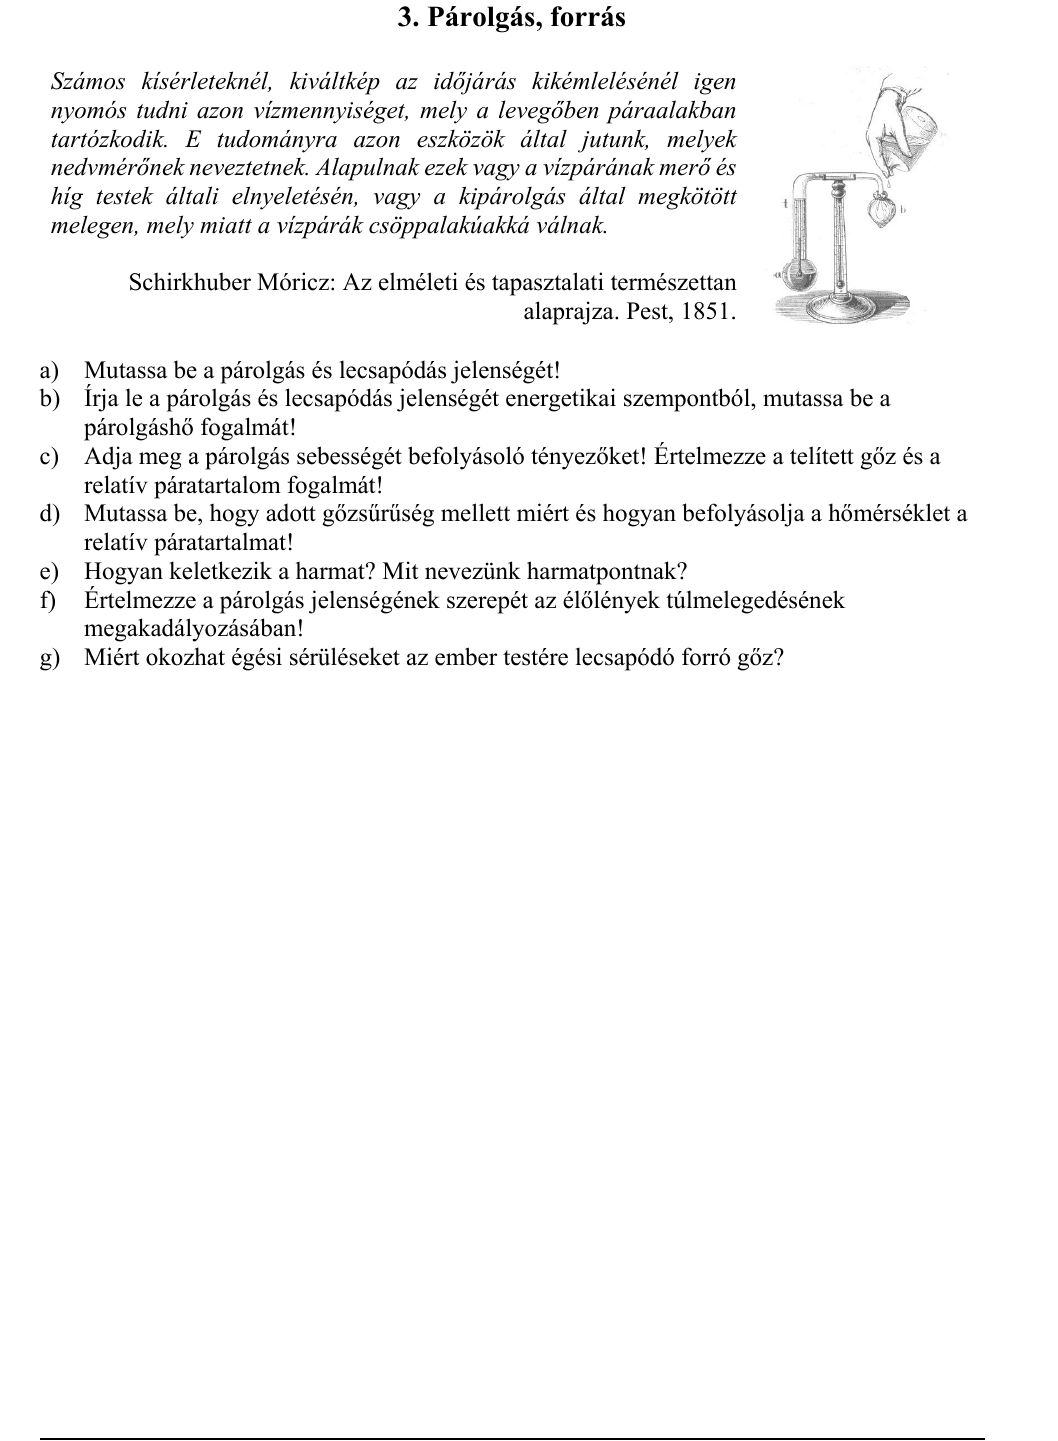 3. Párolgás, forrás
Számos kísérleteknél, kiváltkép az időjárás kikémlelésénél igen
nyomós tudni azon vízmennyiséget, mely a levegőben páraalakban
tartózkodik. E tudományra azon eszközök által jutunk, melyek
nedvmérőnek neveztetnek. Alapulnak ezek vagy a vízpárának merő és
híg testek általi elnyeletésén, vagy a kipárolgás által megkötött
melegen, mely miatt a vízpárák csöppalakúakká válnak.
Schirkhuber Móricz: Az elméleti és tapasztalati természettan
alaprajza. Pest, 1851.
t
b
a
a) Mutassa be a párolgás és lecsapódás jelenségét!
b) Írja le a párolgás és lecsapódás jelenségét energetikai szempontból, mutassa be a
párolgáshő fogalmát!
c) Adja meg a párolgás sebességét befolyásoló tényezőket! Értelmezze a telített gőz és a
relatív páratartalom fogalmát!
d) Mutassa be, hogy adott gőzsűrűség mellett miért és hogyan befolyásolja a hőmérséklet a
relatív páratartalmat!
e) Hogyan keletkezik a harmat? Mit nevezünk harmatpontnak?
f) Értelmezze a párolgás jelenségének szerepét az élőlények túlmelegedésének
megakadályozásában!
g) Miért okozhat égési sérüléseket az ember testére lecsapódó forró gőz?